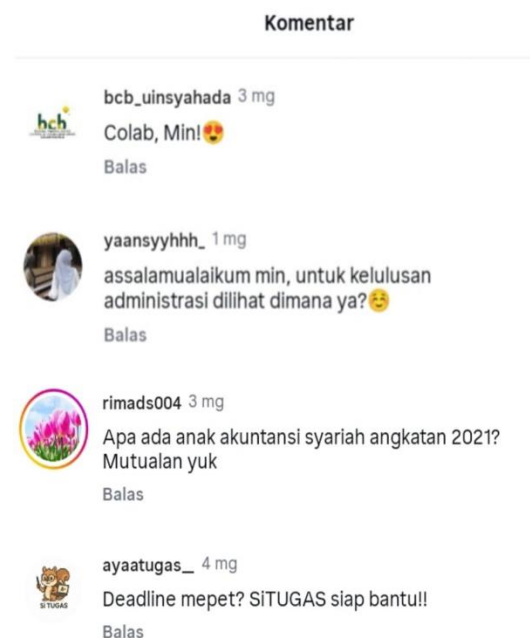 Komentar
bcb_uinsyahada 3 mg
Colab, Min!😍
Balas
yaansyyhhh_ 1 mg
assalamualaikum min, untuk kelulusan
administrasi dilihat dimana ya?☺️
Balas
rimads004 3 mg
Apa ada anak akuntansi syariah angkatan 2021?
Mutualan yuk
Balas
ayaatugas_ 4 mg
Deadline mepet? SiTUGAS siap bantu!!
Balas
SI TUGAS